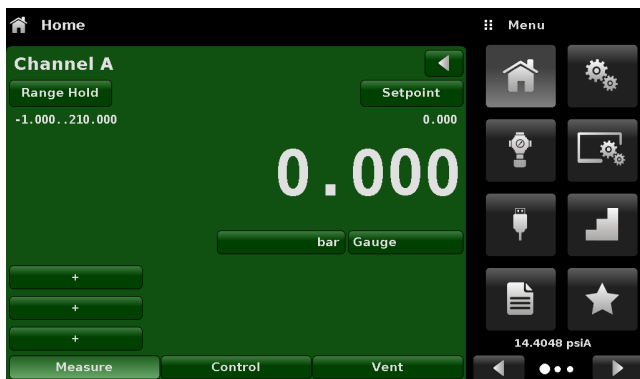 Home
Menu
Channel A
Range Hold
Setpoint
-1.000..210.000
0.000
0.000
bar
Gauge
+
+
+
14.4048 psiA
Measure
Control
Vent